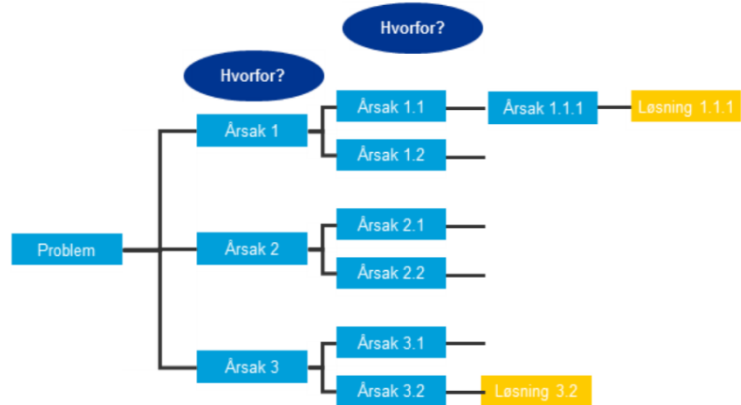 Hvorfor?
Hvorfor?
Årsak 1.1
Årsak 1.1.1
Løsning 1.1.1
Årsak 1
Årsak 1.2
Årsak 2.1
Problem
Årsak 2
Årsak 2.2
Årsak 3.1
Årsak 3
Årsak 3.2
Løsning 3.2